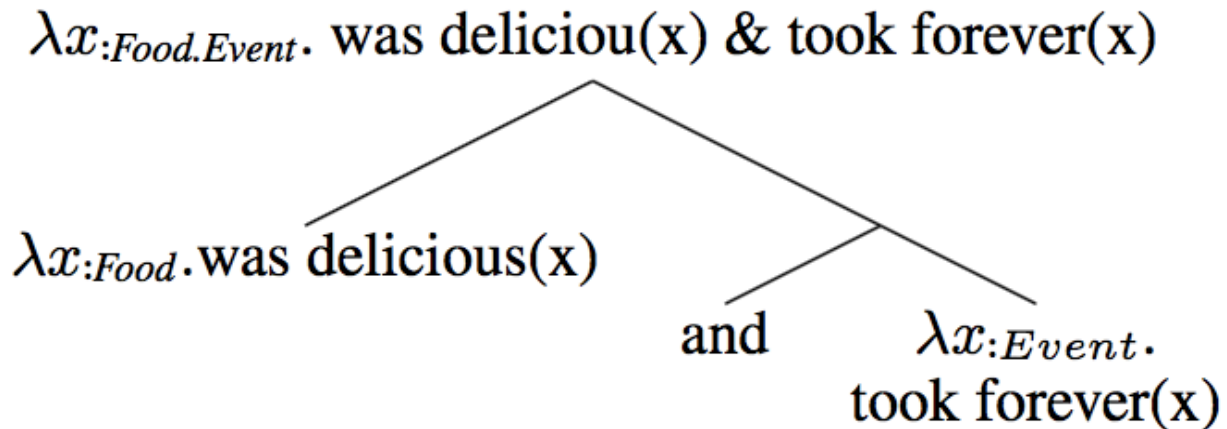 λx:Food.Event. was deliciou(x) & took forever(x)
λx:Food.was delicious(x)
and
λx:Event.
took forever(x)